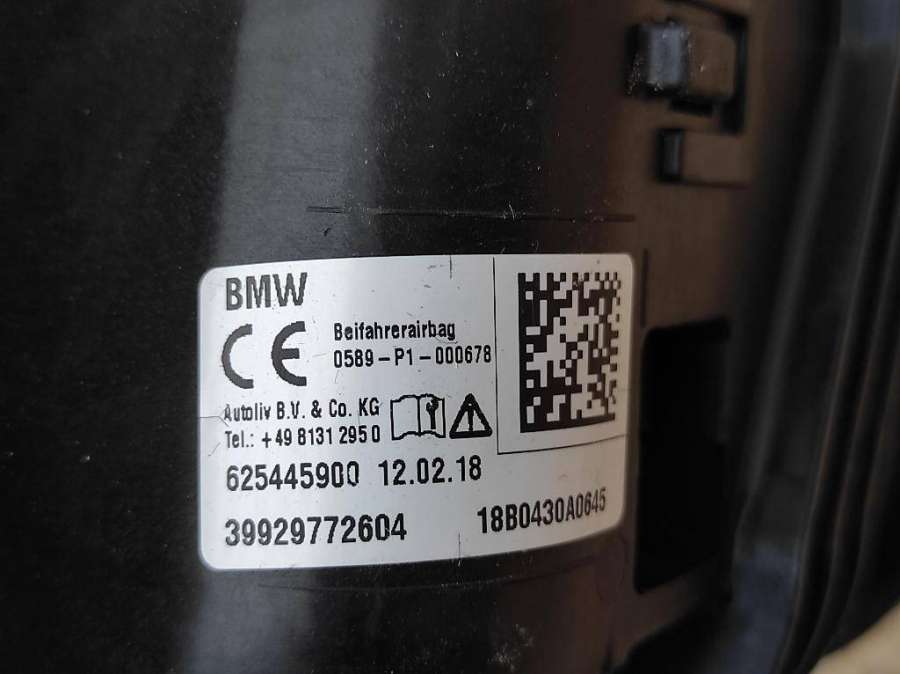 BMW
CE
Beifahrerairbag
0589-P1-000678
Autoliv B.V. & Co. KG
Tel.: +49 8131 295 0
625445900 12.02.18
39929772604
18B0430A0645